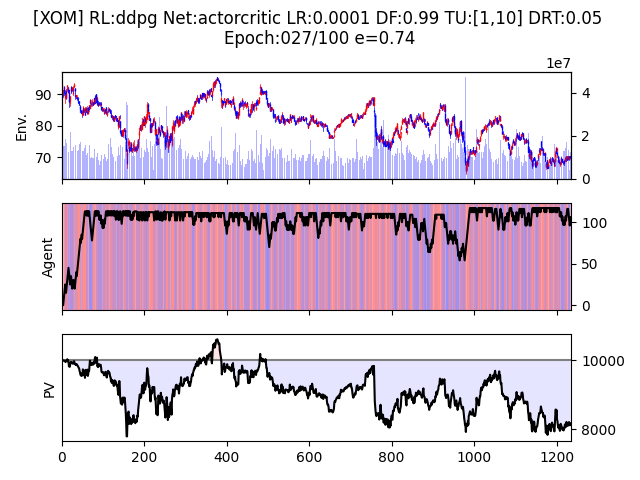 [XOM] RL:ddpg Net:actorcritic LR:0.0001 DF:0.99 TU:[1,10] DRT:0.05
Epoch:027/100 e=0.74
1e7
Env.
90
80
70
4
2
0
Agent
100
50
0
PV
10000
8000
0 200 400 600 800 1000 1200